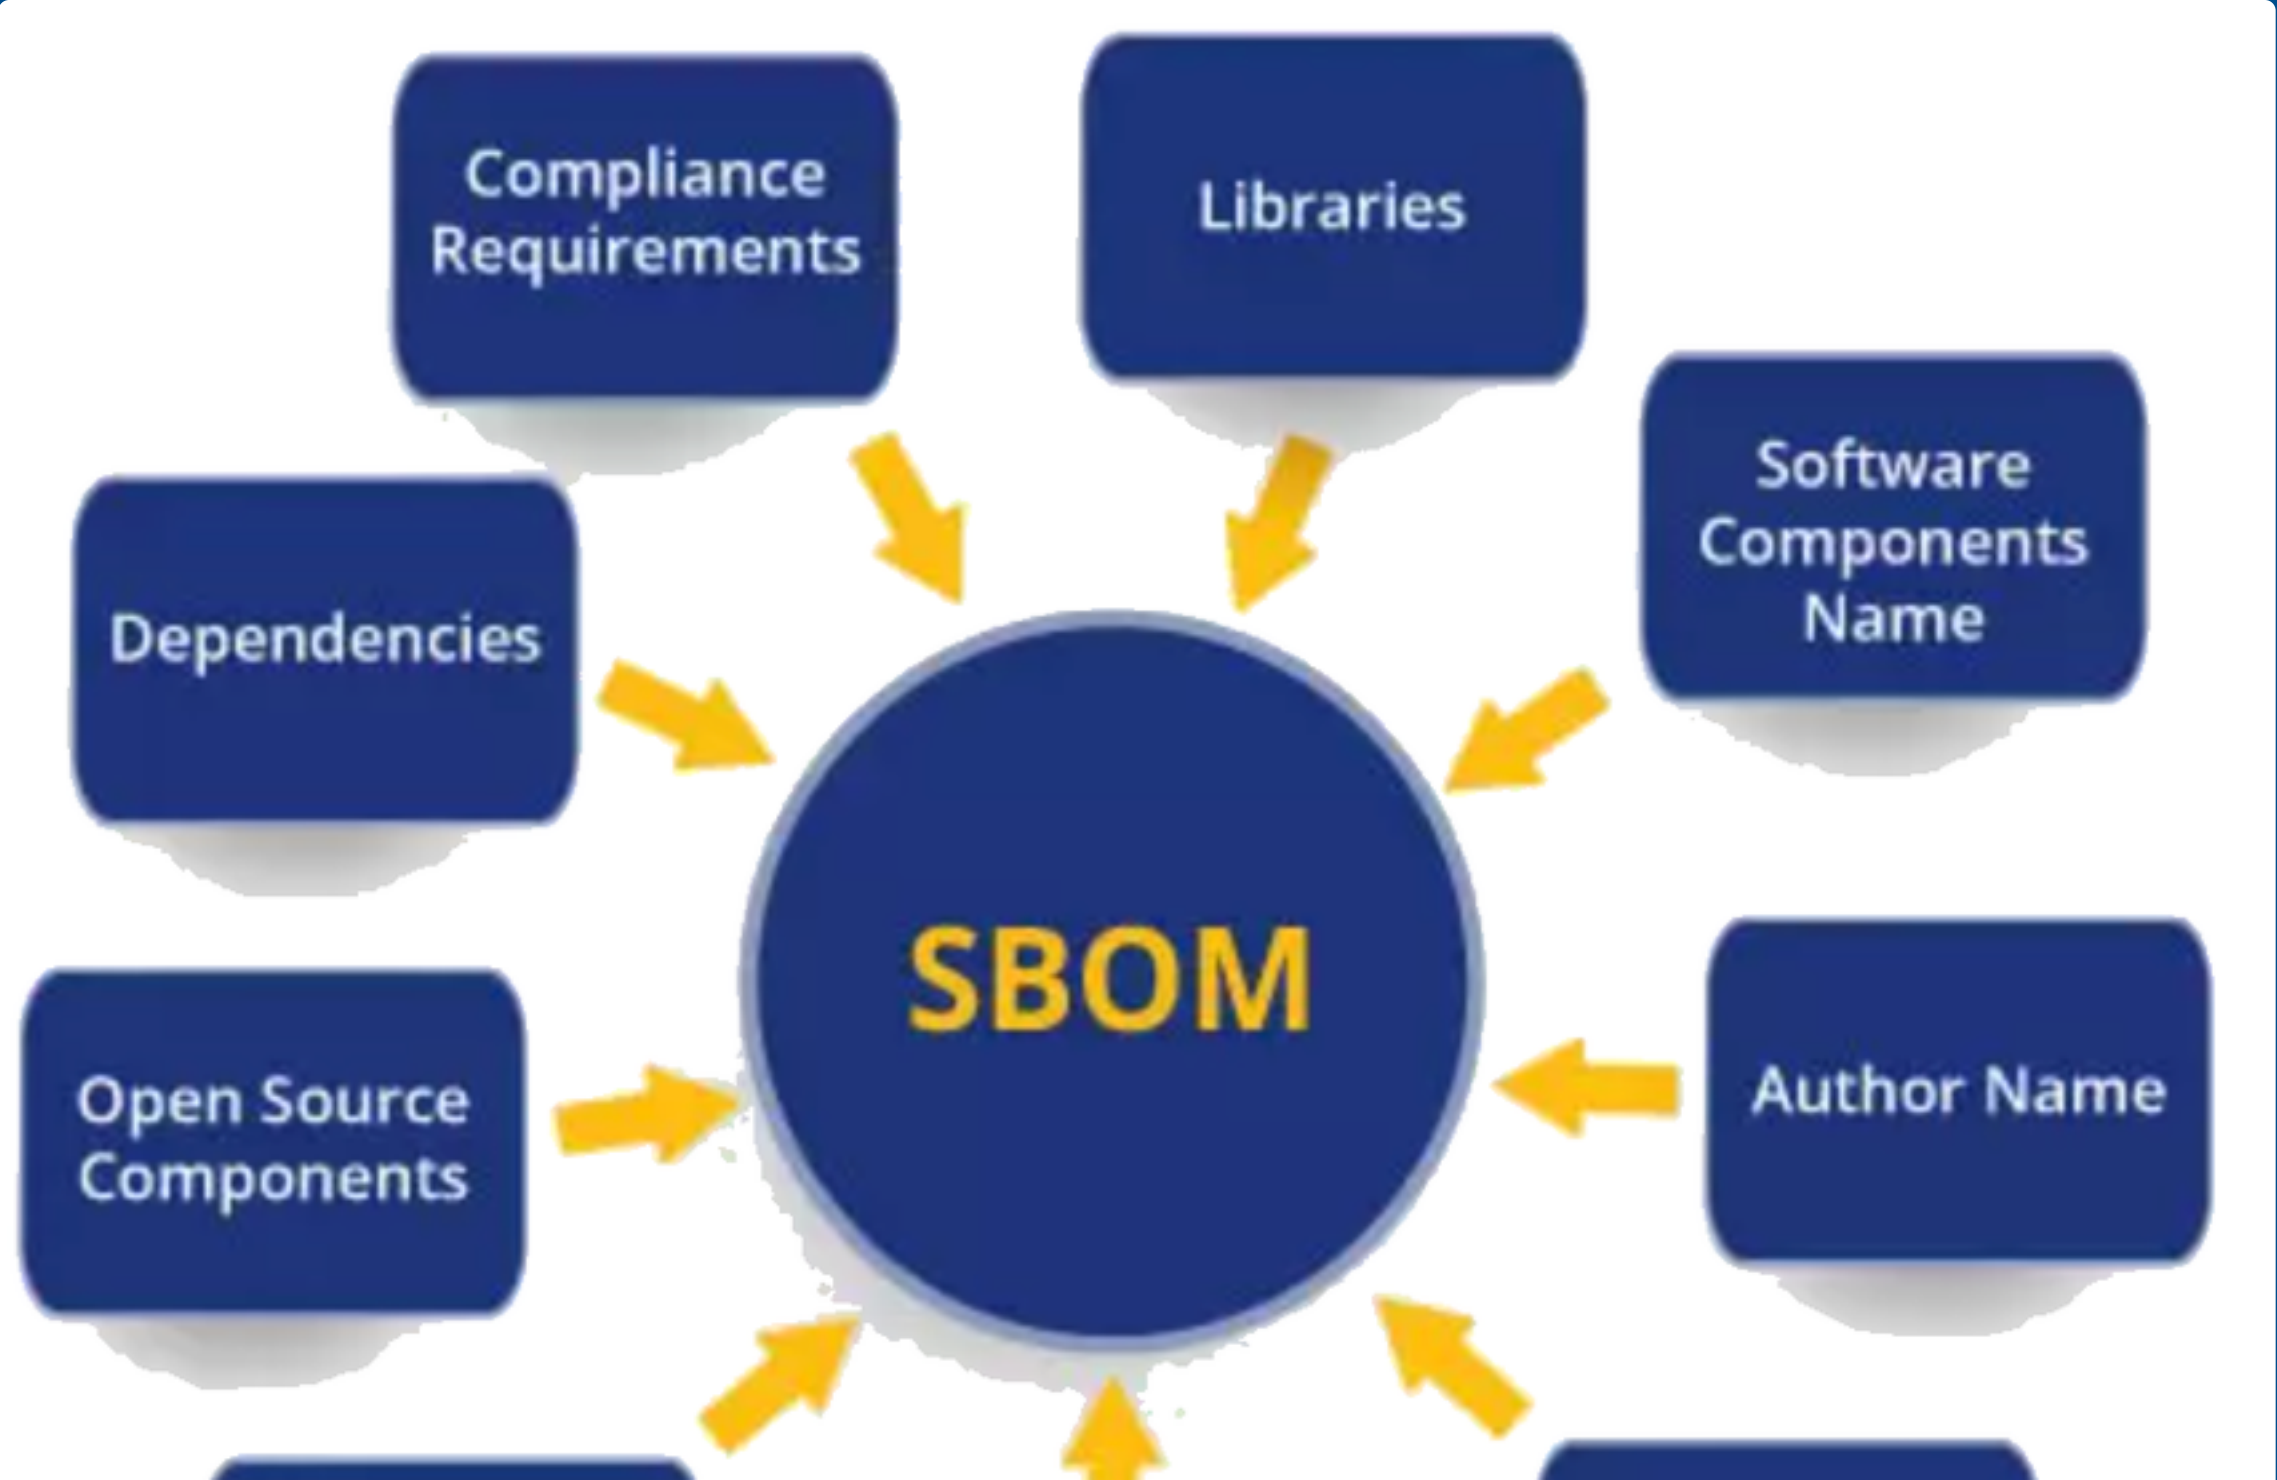 Compliance
Requirements
Libraries
Software
Components
Name
Dependencies
SBOM
Open Source
Components
Author Name